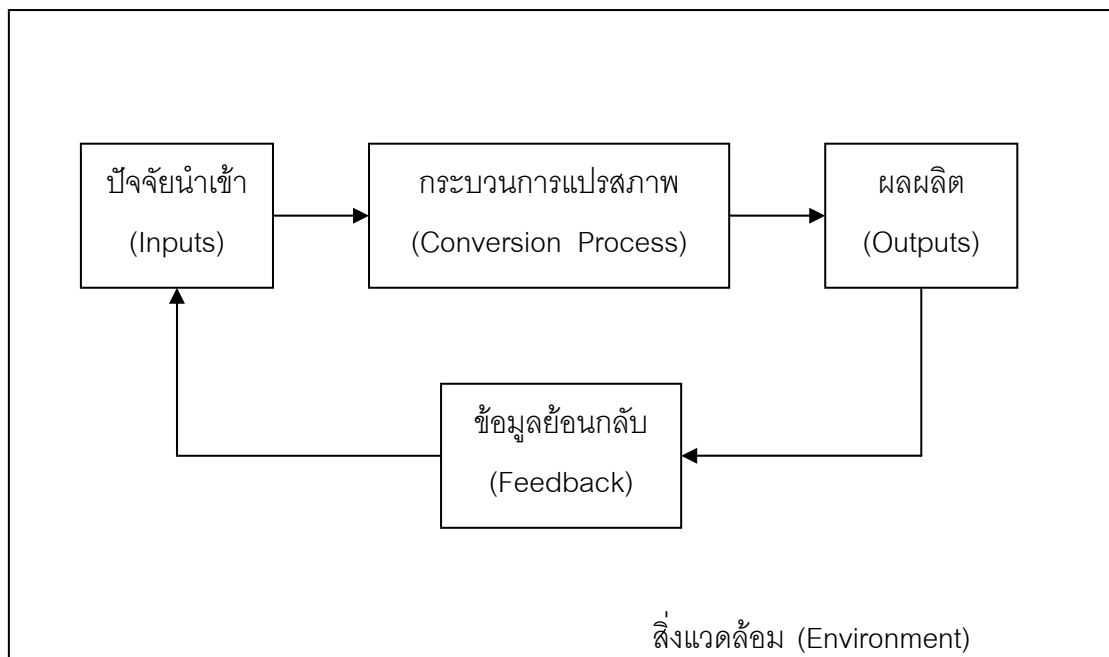 ปัจจัยนำเข้า
(Inputs)
กระบวนการแปรสภาพ
(Conversion Process)
ผลผลิต
(Outputs)
ข้อมูลย้อนกลับ
(Feedback)
สิ่งแวดล้อม (Environment)